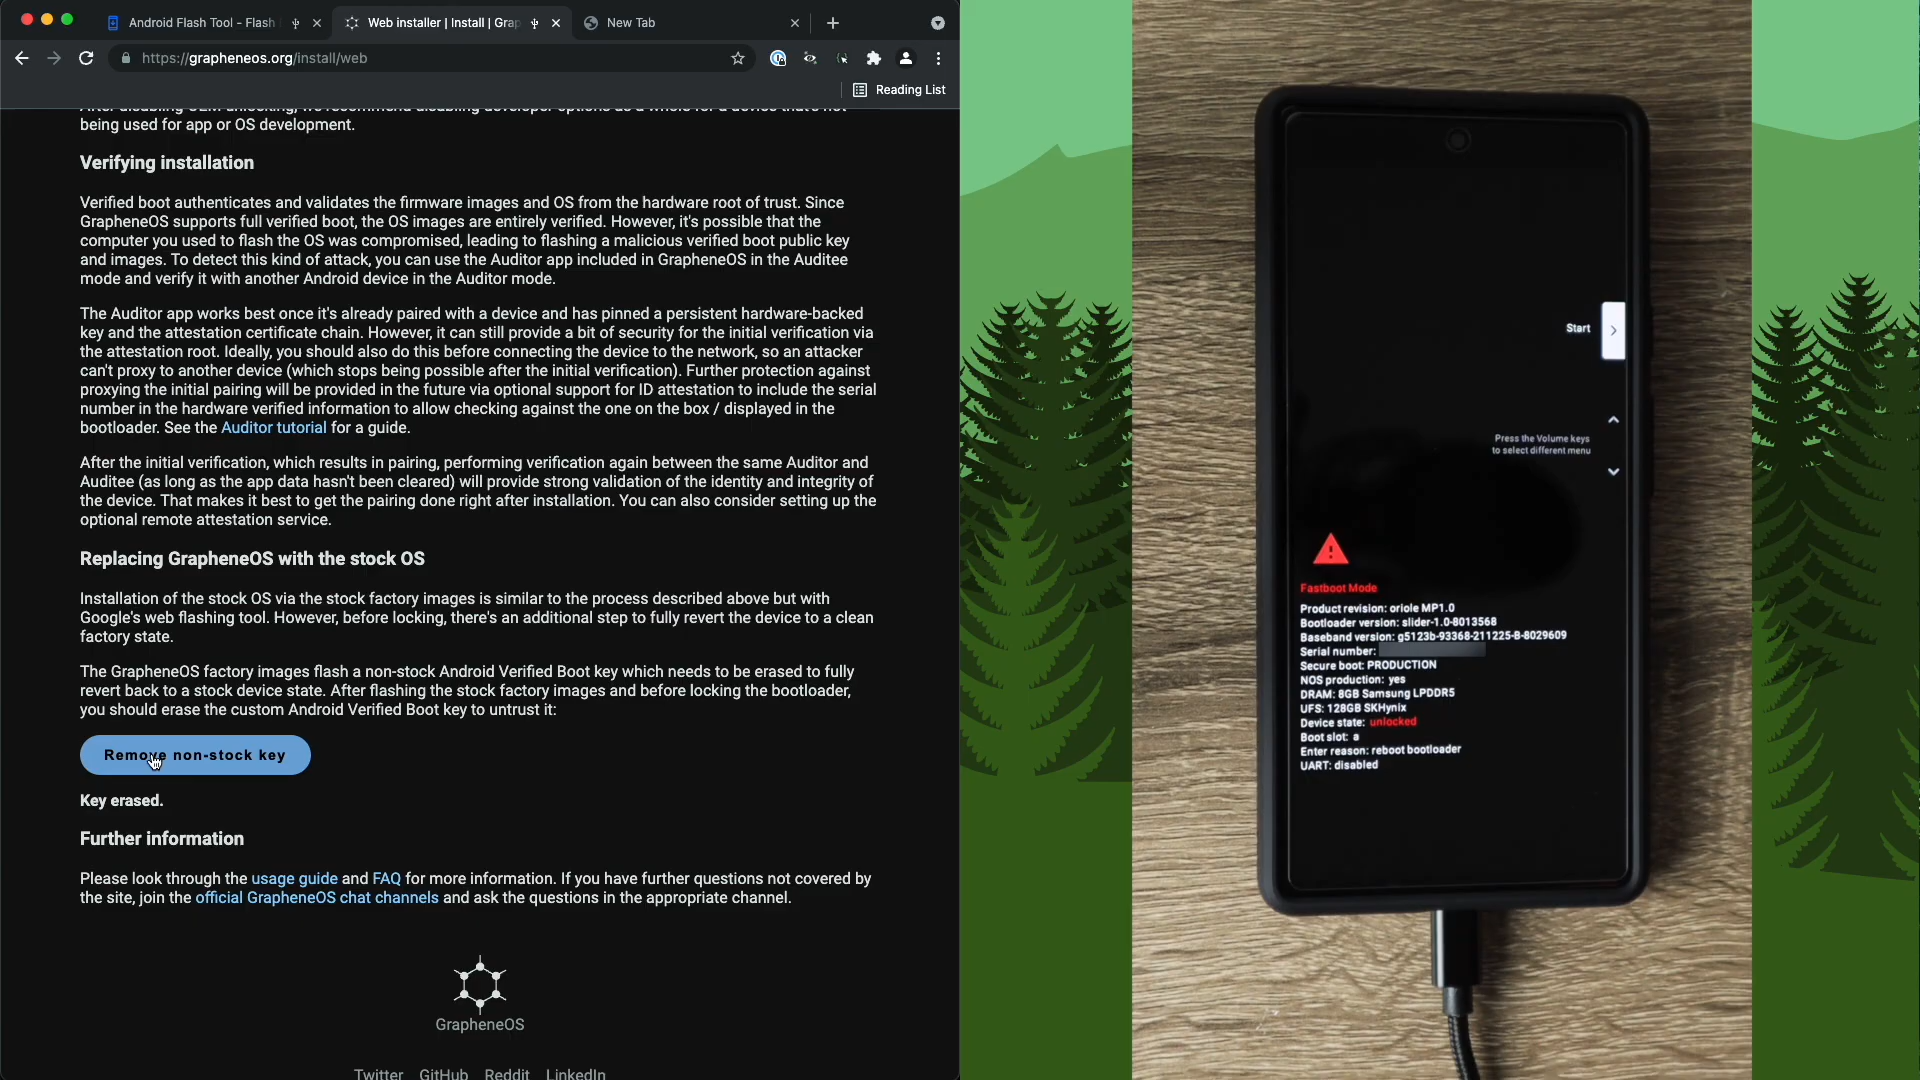 Android Flash Tool - Flash
Web installer | Install | Grap
New Tab
https://grapheneos.org/install/web
Reading List
being used for app or OS development.
Verifying installation
Verified boot authenticates and validates the firmware images and OS from the hardware root of trust. Since
GrapheneOS supports full verified boot, the OS images are entirely verified. However, it's possible that the
computer you used to flash the OS was compromised, leading to flashing a malicious verified boot public key
and images. To detect this kind of attack, you can use the Auditor app included in GrapheneOS in the Auditee
mode and verify it with another Android device in the Auditor mode.
The Auditor app works best once it's already paired with a device and has pinned a persistent hardware-backed
key and the attestation certificate chain. However, it can still provide a bit of security for the initial verification via
the attestation root. Ideally, you should also do this before connecting the device to the network, so an attacker
can't proxy to another device (which stops being possible after the initial verification). Further protection against
proxying the initial pairing will be provided in the future via optional support for ID attestation to include the serial
number in the hardware verified information to allow checking against the one on the box / displayed in the
bootloader. See the Auditor tutorial for a guide.
After the initial verification, which results in pairing, performing verification again between the same Auditor and
Auditee (as long as the app data hasn't been cleared) will provide strong validation of the identity and integrity of
the device. That makes it best to get the pairing done right after installation. You can also consider setting up the
optional remote attestation service.
Replacing GrapheneOS with the stock OS
Installation of the stock OS via the stock factory images is similar to the process described above but with
Google's web flashing tool. However, before locking, there's an additional step to fully revert the device to a clean
factory state.
The GrapheneOS factory images flash a non-stock Android Verified Boot key which needs to be erased to fully
revert back to a stock device state. After flashing the stock factory images and before locking the bootloader,
you should erase the custom Android Verified Boot key to untrust it:
Remove non-stock key
Key erased.
Further information
Please look through the usage guide and FAQ for more information. If you have further questions not covered by
the site, join the official GrapheneOS chat channels and ask the questions in the appropriate channel.
GrapheneOS
Twitter GitHub Reddit LinkedIn
Start
Press the Volume keys
to select different menu
Fastboot Mode
Product revision: oriole MP1.0
Bootloader version: slider-1.0-8013568
Baseband version: g5123b-93368-211225-B-8029609
Serial number:
Secure boot: PRODUCTION
NOS production: yes
DRAM: 8GB Samsung LPDDR5
UFS: 128GB SKHynix
Device state: unlocked
Boot slot: a
Enter reason: reboot bootloader
UART: disabled